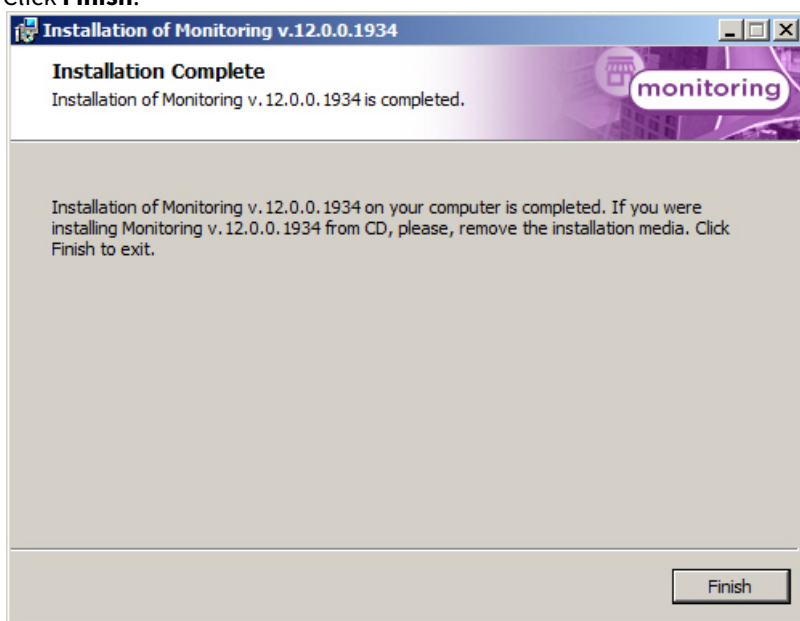 Click Finish.
Installation of Monitoring v.12.0.0.1934
Installation Complete
Installation of Monitoring v.12.0.0.1934 is completed.
monitoring
Installation of Monitoring v.12.0.0.1934 on your computer is completed. If you were
installing Monitoring v.12.0.0.1934 from CD, please, remove the installation media. Click
Finish to exit.
Finish